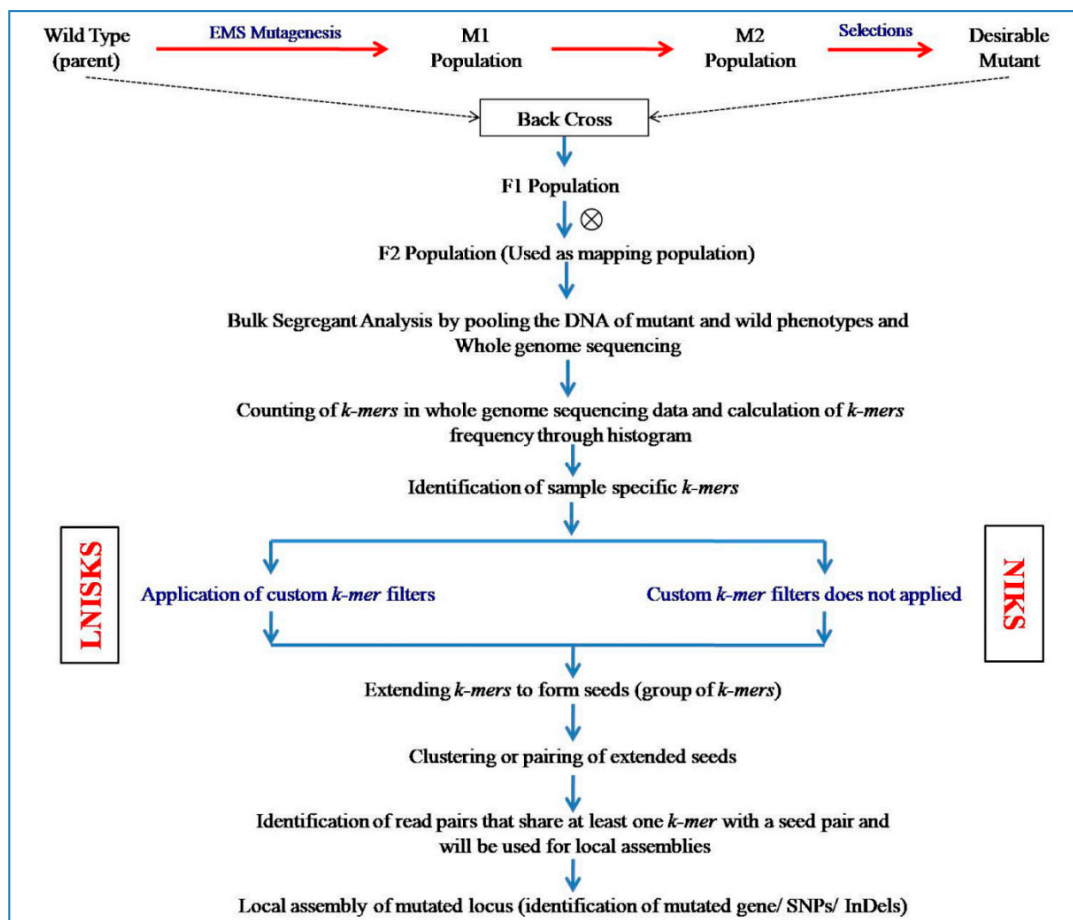 Wild Type
(parent)
EMS Mutagenesis
M1
Population
M2
Population
Selections
Desirable
Mutant
Back Cross
F1 Population
F2 Population (Used as mapping population)
Bulk Segregant Analysis by pooling the DNA of mutant and wild phenotypes and
Whole genome sequencing
Counting of k-mers in whole genome sequencing data and calculation of k-mers
frequency through histogram
Identification of sample specific k-mers
LNISKS
Application of custom k-mer filters
Custom k-mer filters does not applied
NIKS
Extending k-mers to form seeds (group of k-mers)
Clustering or pairing of extended seeds
Identification of read pairs that share at least one k-mer with a seed pair and
will be used for local assemblies
Local assembly of mutated locus (identification of mutated gene/ SNPs/ InDels)